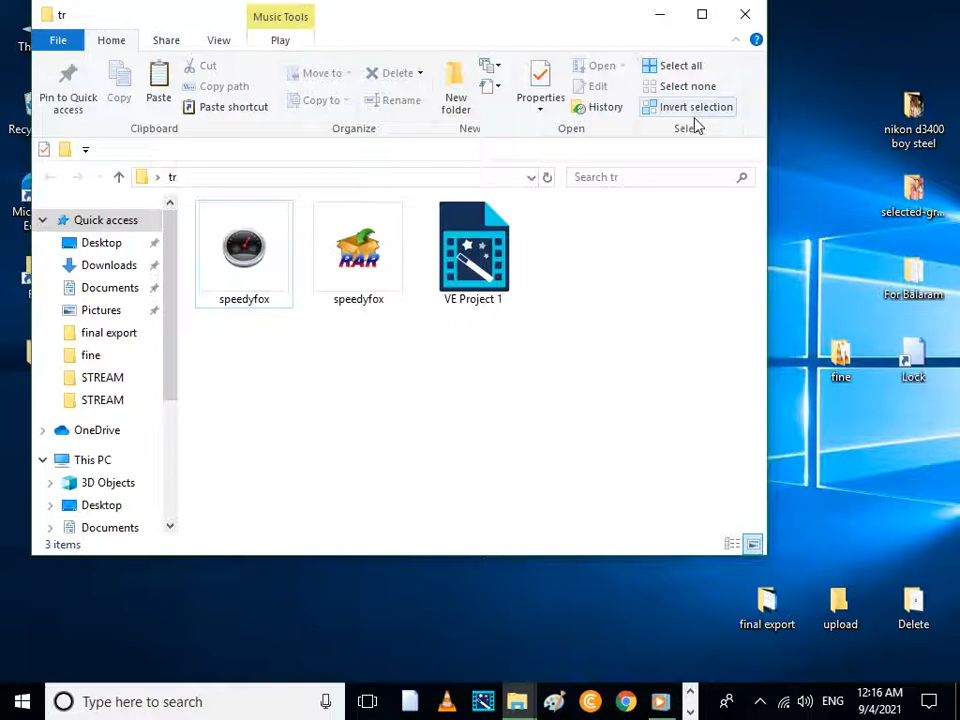 tr
Music Tools
File
Home
Share
View
Play
Pin to Quick access
Copy
Paste
Cut
Copy path
Paste shortcut
Clipboard
Move to
Copy to
Delete
Rename
Organize
New folder
New
Properties
Open
Edit
History
Open
Select all
Select none
Invert selection
tr
Search tr
Quick access
Desktop
Downloads
Documents
Pictures
final export
fine
STREAM
STREAM
OneDrive
This PC
3D Objects
Desktop
Documents
speedyfox
RAR
speedyfox
VE Project 1
3 items
nikon d3400 boy steel
selected-gr...
For Balaram
fine
Lock
final export
upload
Delete
Type here to search
ENG
12:16 AM
9/4/2021